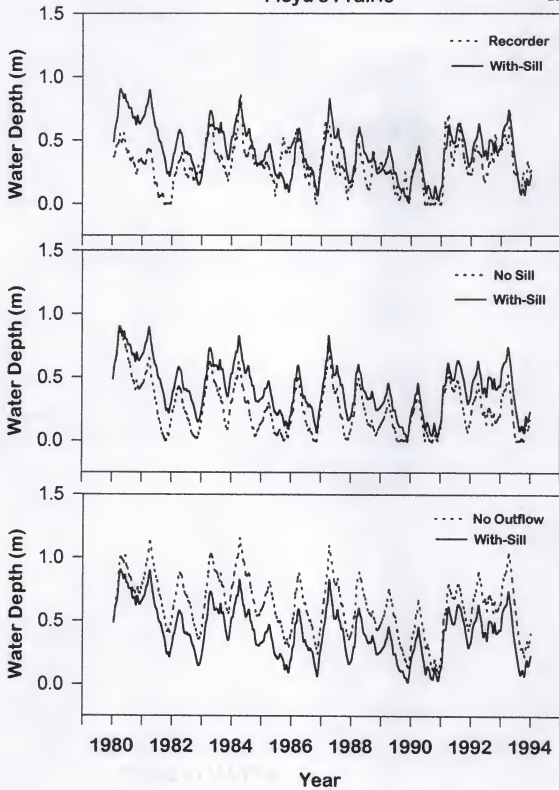 Floyd's Prairie
1.5
Recorder
With-Sill
1.0
0.5
0.0
Water Depth (m)
1.5
No Sill
With-Sill
1.0
0.5
0.0
Water Depth (m)
1.5
No Outflow
With-Sill
1.0
0.5
0.0
Water Depth (m)
1980 1982 1984 1986 1988 1990 1992 1994
Year